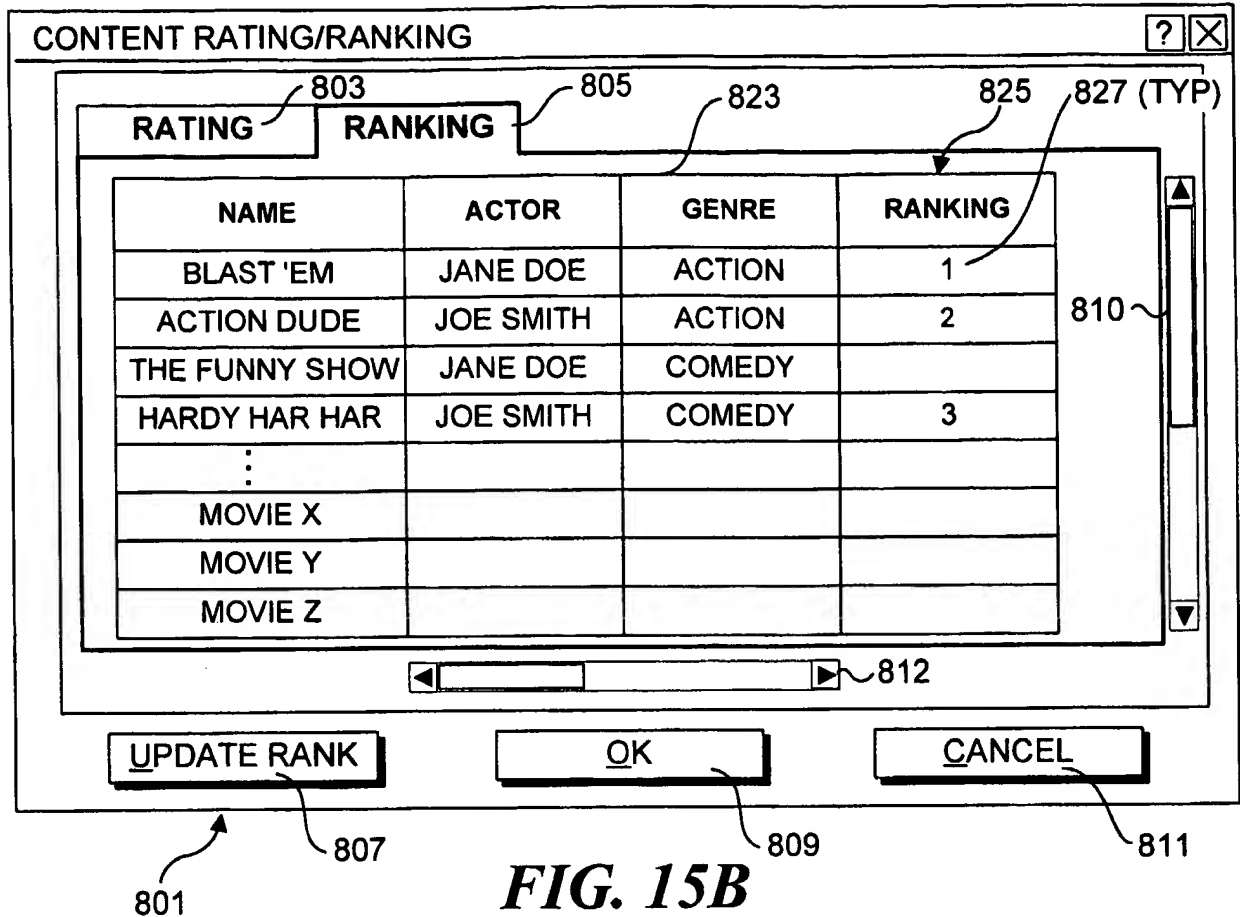 CONTENT RATING/RANKING ? X
803 805 823 825 827 (TYP)
RATING RANKING
NAME ACTOR GENRE RANKING
BLAST 'EM JANE DOE ACTION 1
ACTION DUDE JOE SMITH ACTION 2
810
THE FUNNY SHOW JANE DOE COMEDY
HARDY HAR HAR JOE SMITH COMEDY 3
MOVIE X
MOVIE Y
MOVIE Z
812
UPDATE RANK OK CANCEL
807 809 811
801
FIG. 15B